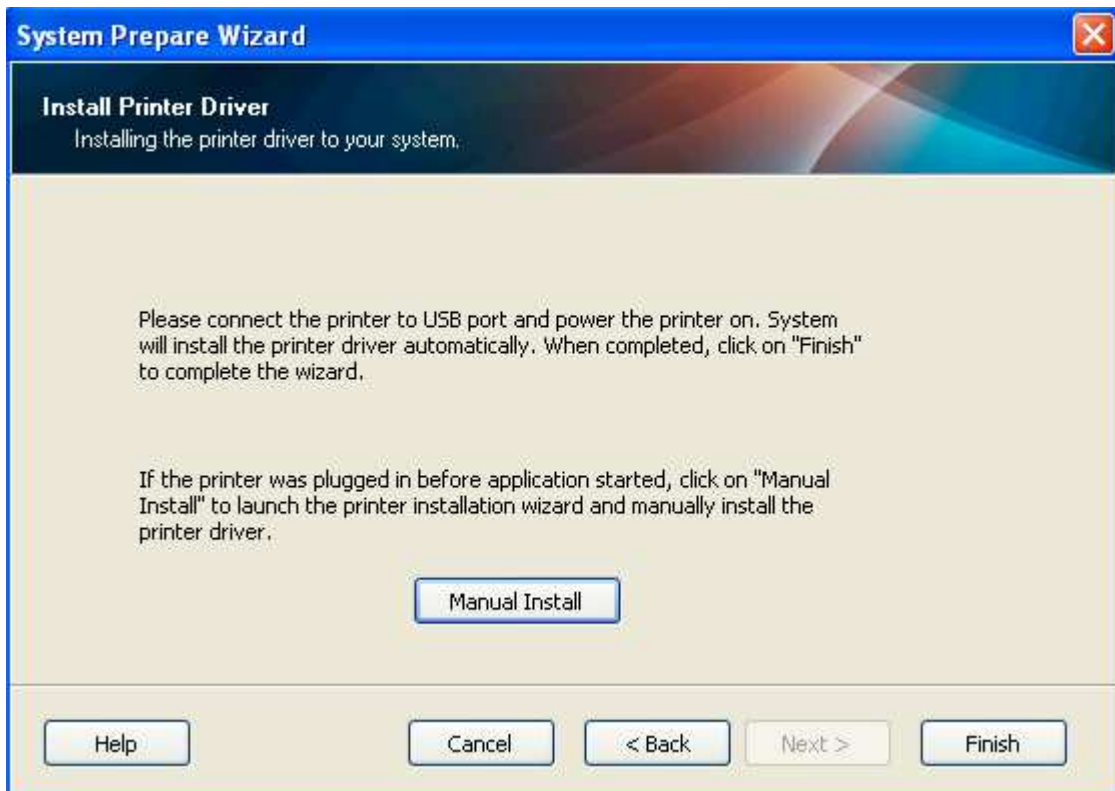 System Prepare Wizard
Install Printer Driver
Installing the printer driver to your system.
Please connect the printer to USB port and power the printer on. System
will install the printer driver automatically. When completed, click on "Finish"
to complete the wizard.
If the printer was plugged in before application started, click on "Manual
Install" to launch the printer installation wizard and manually install the
printer driver.
Manual Install
Help
Cancel
< Back
Next >
Finish